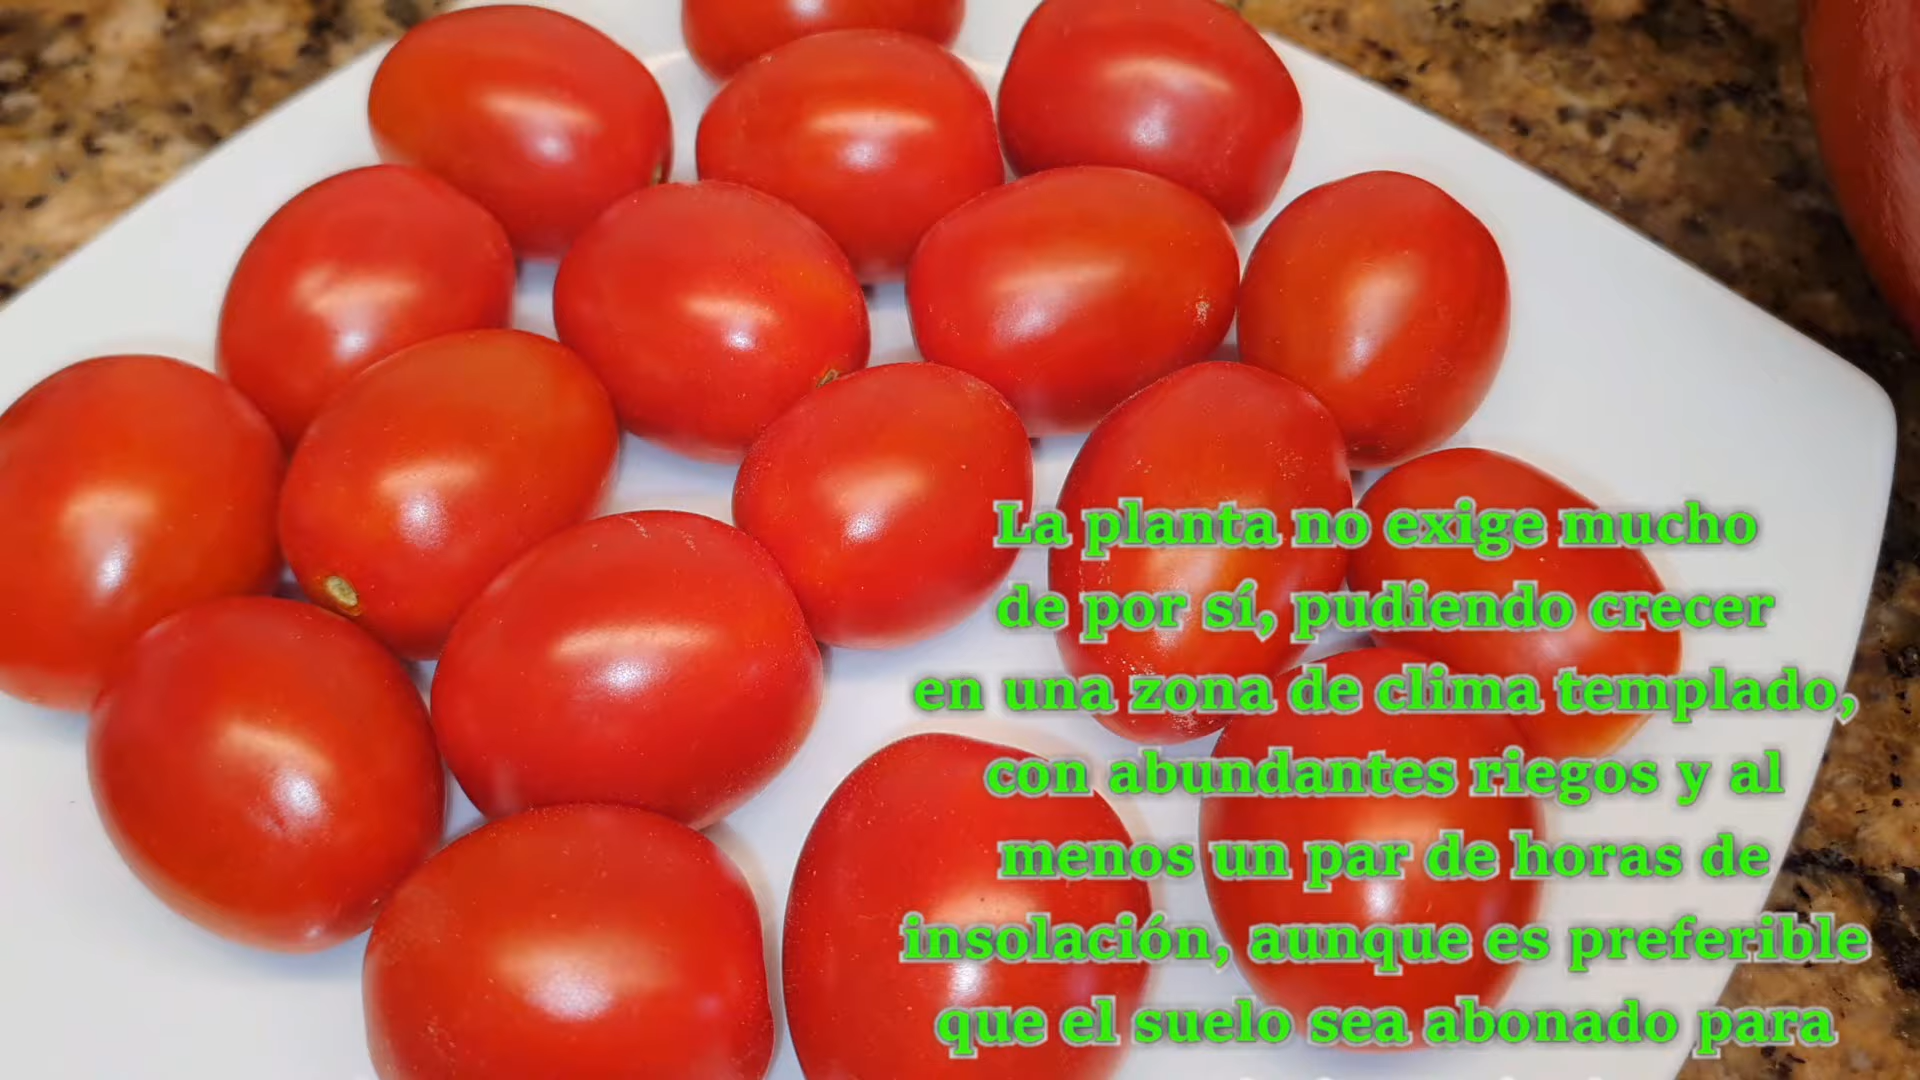 La planta no exige mucho
de por sí, pudiendo crecer
en una zona de clima templado,
con abundantes riegos y al
menos un par de horas de
insolación, aunque es preferible
que el suelo sea abonado para